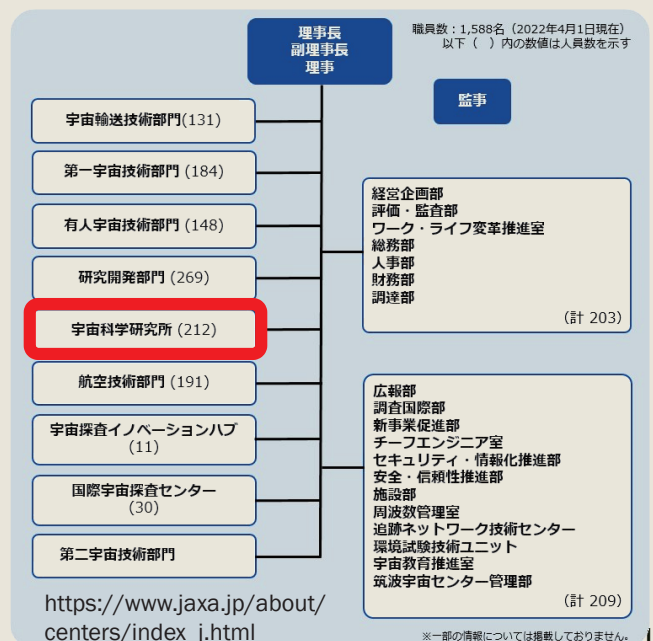 理事長
副理事長
理事
職員数：1,588名（2022年4月1日現在）
以下（　）内の数値は人員数を示す
監事
宇宙輸送技術部門(131)
第一宇宙技術部門 (184)
有人宇宙技術部門 (148)
研究開発部門 (269)
宇宙科学研究所 (212)
航空技術部門 (191)
宇宙探査イノベーションハブ
(11)
国際宇宙探査センター
(30)
第二宇宙技術部門
経営企画部
評価・監査部
ワーク・ライフ変革推進室
総務部
人事部
財務部
調達部
(計 203)
広報部
調査国際部
新事業促進部
チーフエンジニア室
セキュリティ・情報化推進部
安全・信頼性推進部
施設部
周波数管理室
追跡ネットワーク技術センター
環境試験技術ユニット
宇宙教育推進室
筑波宇宙センター管理部
(計 209)
https://www.jaxa.jp/about/
centers/index_j.html
※一部の情報については掲載しておりません。